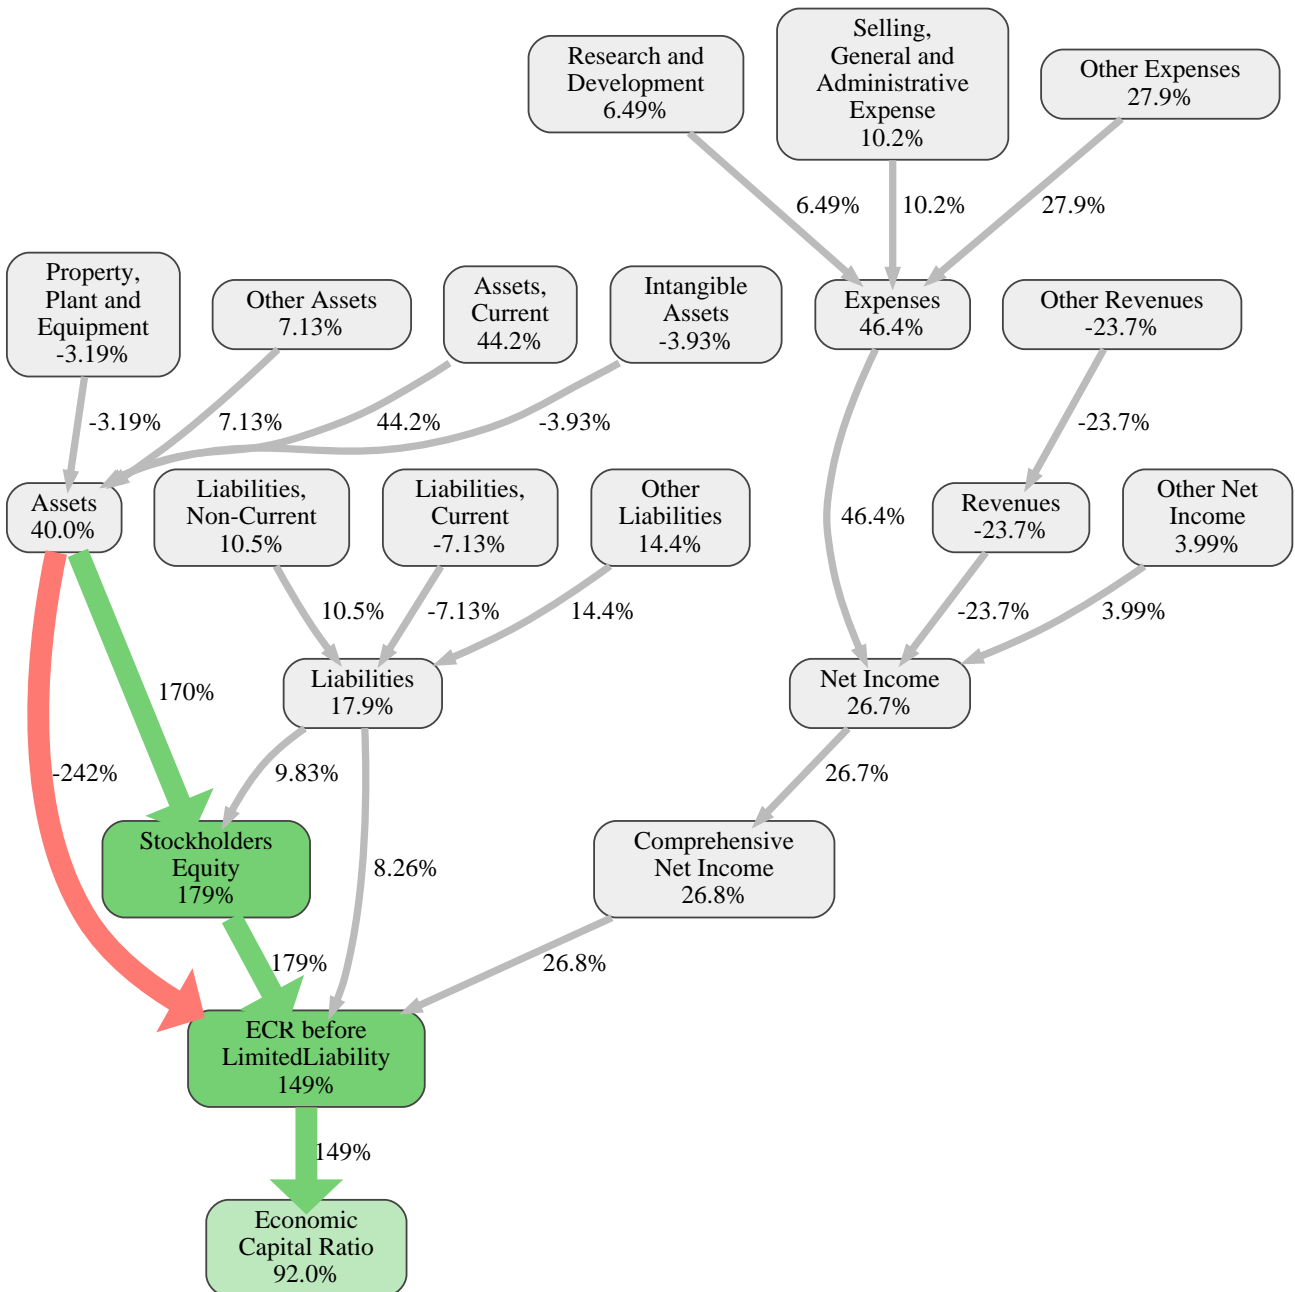 Research and
Development
6.49%
Selling,
General and
Administrative
Expense
10.2%
Other Expenses
27.9%
6.49%
10.2%
27.9%
Property,
Plant and
Equipment
-3.19%
Other Assets
7.13%
Assets,
Current
44.2%
Intangible
Assets
-3.93%
Expenses
46.4%
Other Revenues
-23.7%
-3.19%
7.13%
44.2%
-3.93%
-23.7%
Assets
40.0%
Liabilities,
Non-Current
10.5%
Liabilities,
Current
-7.13%
Other
Liabilities
14.4%
46.4%
Revenues
-23.7%
Other Net
Income
3.99%
10.5%
-7.13%
14.4%
-23.7%
3.99%
170%
Liabilities
17.9%
Net Income
26.7%
-242%
9.83%
26.7%
Stockholders
Equity
179%
8.26%
Comprehensive
Net Income
26.8%
179%
26.8%
ECR before
LimitedLiability
149%
149%
Economic
Capital Ratio
92.0%